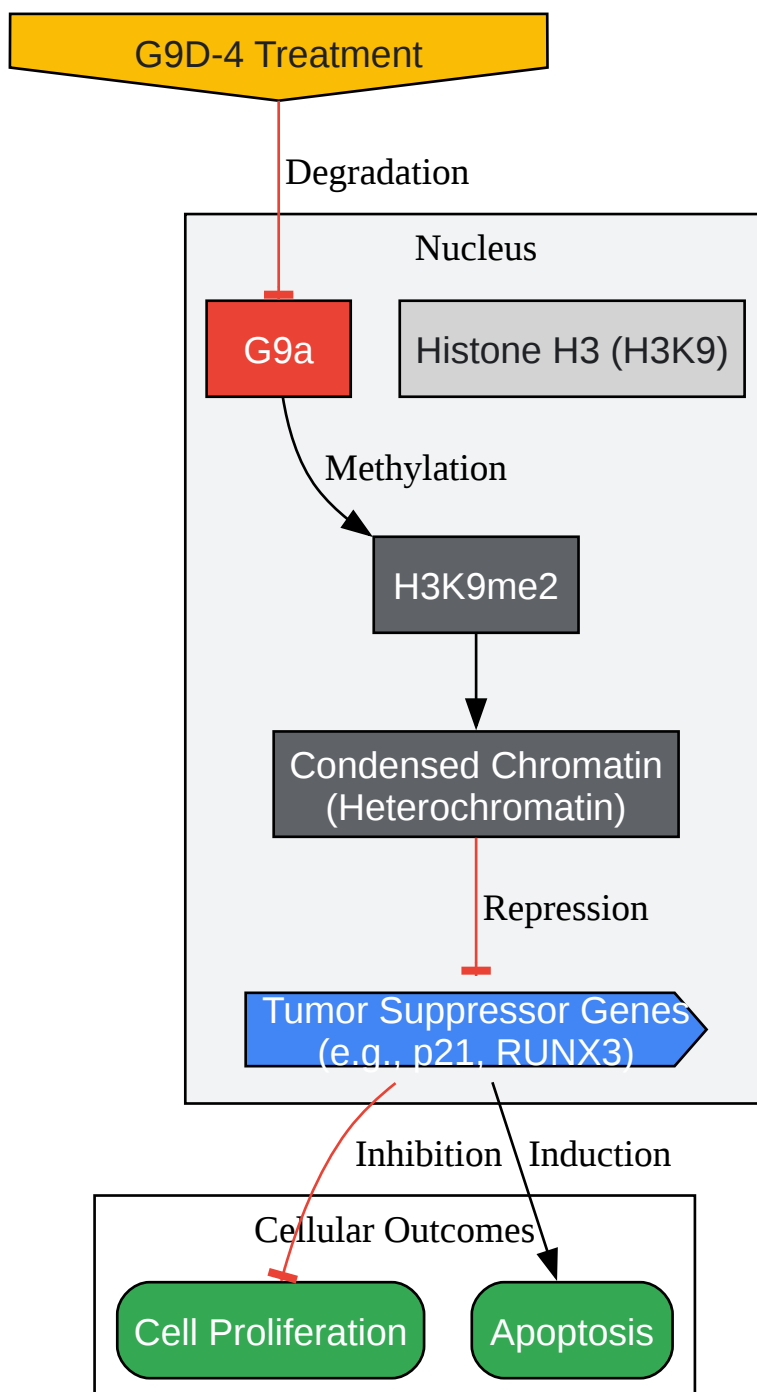 G9D-4 Treatment
Degradation
Nucleus
G9a
Histone H3 (H3K9)
Methylation
H3K9me2
Condensed Chromatin
(Heterochromatin)
Repression
Tumor Suppressor Genes
(e.g., p21, RUNX3)
Inhibition
Induction
Cellular Outcomes
Cell Proliferation
Apoptosis